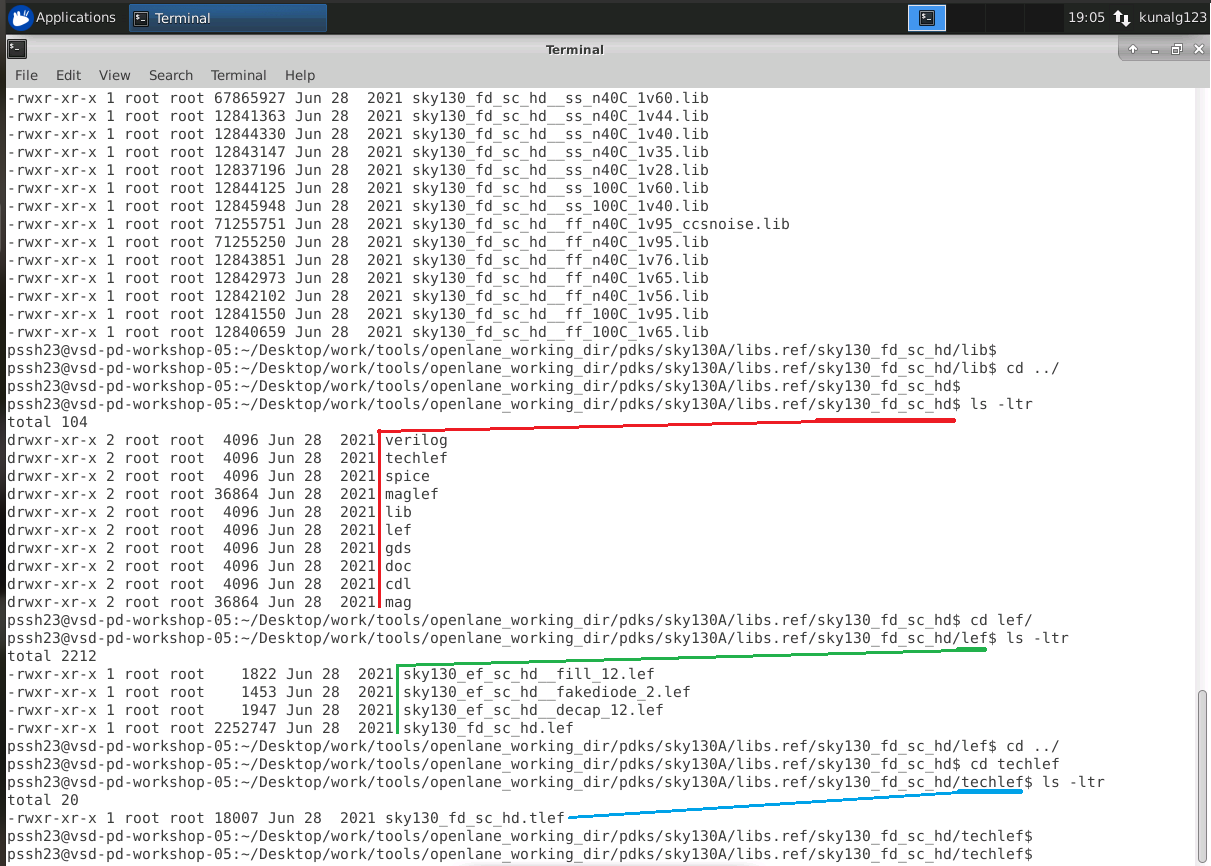 Applications Terminal 19:05 kunalg123
Terminal
File Edit View Search Terminal Help
-rwxr-xr-x 1 root root 67865927 Jun 28  2021 sky130_fd_sc_hd__ss_n40C_1v60.lib
-rwxr-xr-x 1 root root 12841363 Jun 28  2021 sky130_fd_sc_hd__ss_n40C_1v44.lib
-rwxr-xr-x 1 root root 12844330 Jun 28  2021 sky130_fd_sc_hd__ss_n40C_1v40.lib
-rwxr-xr-x 1 root root 12843147 Jun 28  2021 sky130_fd_sc_hd__ss_n40C_1v35.lib
-rwxr-xr-x 1 root root 12837196 Jun 28  2021 sky130_fd_sc_hd__ss_n40C_1v28.lib
-rwxr-xr-x 1 root root 12844125 Jun 28  2021 sky130_fd_sc_hd__ss_100C_1v60.lib
-rwxr-xr-x 1 root root 12845948 Jun 28  2021 sky130_fd_sc_hd__ss_100C_1v40.lib
-rwxr-xr-x 1 root root 71255751 Jun 28  2021 sky130_fd_sc_hd__ff_n40C_1v95_ccsnoise.lib
-rwxr-xr-x 1 root root 71255250 Jun 28  2021 sky130_fd_sc_hd__ff_n40C_1v95.lib
-rwxr-xr-x 1 root root 12843851 Jun 28  2021 sky130_fd_sc_hd__ff_n40C_1v76.lib
-rwxr-xr-x 1 root root 12842973 Jun 28  2021 sky130_fd_sc_hd__ff_n40C_1v65.lib
-rwxr-xr-x 1 root root 12842102 Jun 28  2021 sky130_fd_sc_hd__ff_n40C_1v56.lib
-rwxr-xr-x 1 root root 12841550 Jun 28  2021 sky130_fd_sc_hd__ff_100C_1v95.lib
-rwxr-xr-x 1 root root 12840659 Jun 28  2021 sky130_fd_sc_hd__ff_100C_1v65.lib
pssh23@vsd-pd-workshop-05:~/Desktop/work/tools/openlane_working_dir/pdks/sky130A/libs.ref/sky130_fd_sc_hd/lib$
pssh23@vsd-pd-workshop-05:~/Desktop/work/tools/openlane_working_dir/pdks/sky130A/libs.ref/sky130_fd_sc_hd/lib$ cd ../
pssh23@vsd-pd-workshop-05:~/Desktop/work/tools/openlane_working_dir/pdks/sky130A/libs.ref/sky130_fd_sc_hd$
pssh23@vsd-pd-workshop-05:~/Desktop/work/tools/openlane_working_dir/pdks/sky130A/libs.ref/sky130_fd_sc_hd$ ls -ltr
total 104
drwxr-xr-x 2 root root  4096 Jun 28  2021 verilog
drwxr-xr-x 2 root root  4096 Jun 28  2021 techlef
drwxr-xr-x 2 root root  4096 Jun 28  2021 spice
drwxr-xr-x 2 root root 36864 Jun 28  2021 maglef
drwxr-xr-x 2 root root  4096 Jun 28  2021 lib
drwxr-xr-x 2 root root  4096 Jun 28  2021 lef
drwxr-xr-x 2 root root  4096 Jun 28  2021 gds
drwxr-xr-x 2 root root  4096 Jun 28  2021 doc
drwxr-xr-x 2 root root  4096 Jun 28  2021 cdl
drwxr-xr-x 2 root root 36864 Jun 28  2021 mag
pssh23@vsd-pd-workshop-05:~/Desktop/work/tools/openlane_working_dir/pdks/sky130A/libs.ref/sky130_fd_sc_hd$ cd lef/
pssh23@vsd-pd-workshop-05:~/Desktop/work/tools/openlane_working_dir/pdks/sky130A/libs.ref/sky130_fd_sc_hd/lef$ ls -ltr
total 2212
-rwxr-xr-x 1 root root    1822 Jun 28  2021 sky130_ef_sc_hd__fill_12.lef
-rwxr-xr-x 1 root root    1453 Jun 28  2021 sky130_ef_sc_hd__fakediode_2.lef
-rwxr-xr-x 1 root root    1947 Jun 28  2021 sky130_ef_sc_hd__decap_12.lef
-rwxr-xr-x 1 root root 2252747 Jun 28  2021 sky130_fd_sc_hd.lef
pssh23@vsd-pd-workshop-05:~/Desktop/work/tools/openlane_working_dir/pdks/sky130A/libs.ref/sky130_fd_sc_hd/lef$ cd ../
pssh23@vsd-pd-workshop-05:~/Desktop/work/tools/openlane_working_dir/pdks/sky130A/libs.ref/sky130_fd_sc_hd$ cd techlef
pssh23@vsd-pd-workshop-05:~/Desktop/work/tools/openlane_working_dir/pdks/sky130A/libs.ref/sky130_fd_sc_hd/techlef$ ls -ltr
total 20
-rwxr-xr-x 1 root root 18007 Jun 28  2021 sky130_fd_sc_hd.tlef
pssh23@vsd-pd-workshop-05:~/Desktop/work/tools/openlane_working_dir/pdks/sky130A/libs.ref/sky130_fd_sc_hd/techlef$
pssh23@vsd-pd-workshop-05:~/Desktop/work/tools/openlane_working_dir/pdks/sky130A/libs.ref/sky130_fd_sc_hd/techlef$